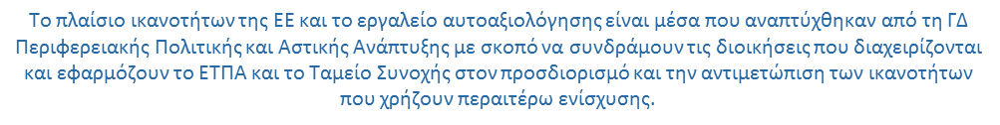 Το πλαίσιο ικανοτήτων της ΕΕ και το εργαλείο αυτοαξιολόγησης είναι μέσα που αναπτύχθηκαν από τη ΓΔ
Περιφερειακής Πολιτικής και Αστικής Ανάπτυξης με σκοπό να συνδράμουν τις διοικήσεις που διαχειρίζονται
και εφαρμόζουν το ΕΤΠΑ και το Ταμείο Συνοχής στον προσδιορισμό και την αντιμετώπιση των ικανοτήτων
που χρήζουν περαιτέρω ενίσχυσης.